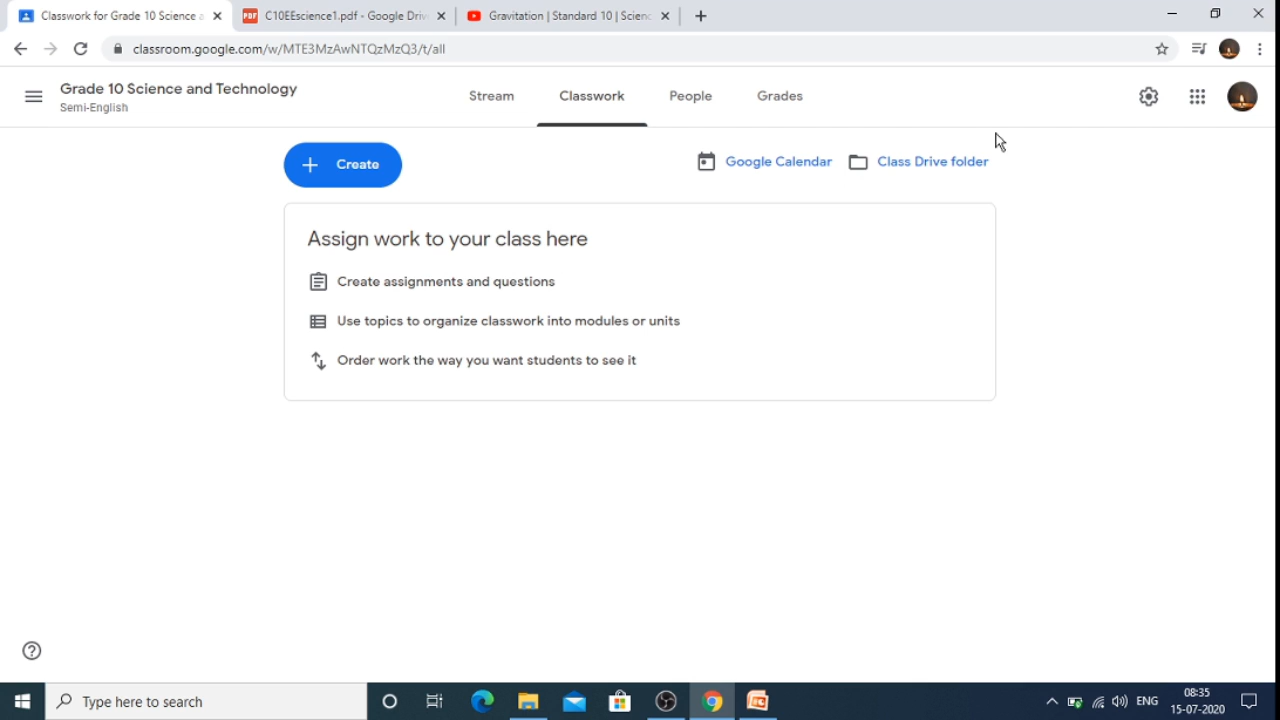 Classwork for Grade 10 Science a
C10EEscience1.pdf - Google Driv
Gravitation | Standard 10 | Scienc
classroom.google.com/w/MTE3MzAwNTQzMzQ3/t/all
Grade 10 Science and Technology
Semi-English
Stream
Classwork
People
Grades
Create
Google Calendar
Class Drive folder
Assign work to your class here
Create assignments and questions
Use topics to organize classwork into modules or units
Order work the way you want students to see it
Type here to search
ENG
08:35
15-07-2020